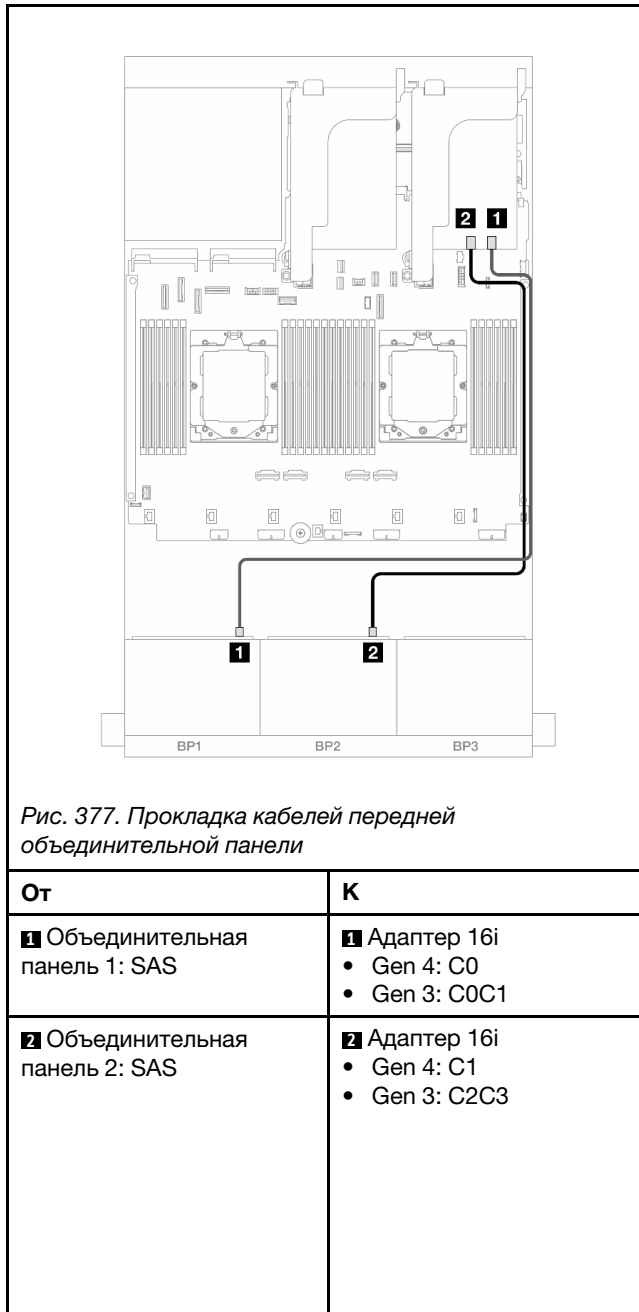 2 1
1 2
BP1 BP2 BP3
Рис. 377. Прокладка кабелей передней
объединительной панели
От К
1 Объединительная
панель 1: SAS
1 Адаптер 16i
• Gen 4: C0
• Gen 3: C0C1
2 Объединительная
панель 2: SAS
2 Адаптер 16i
• Gen 4: C1
• Gen 3: C2C3